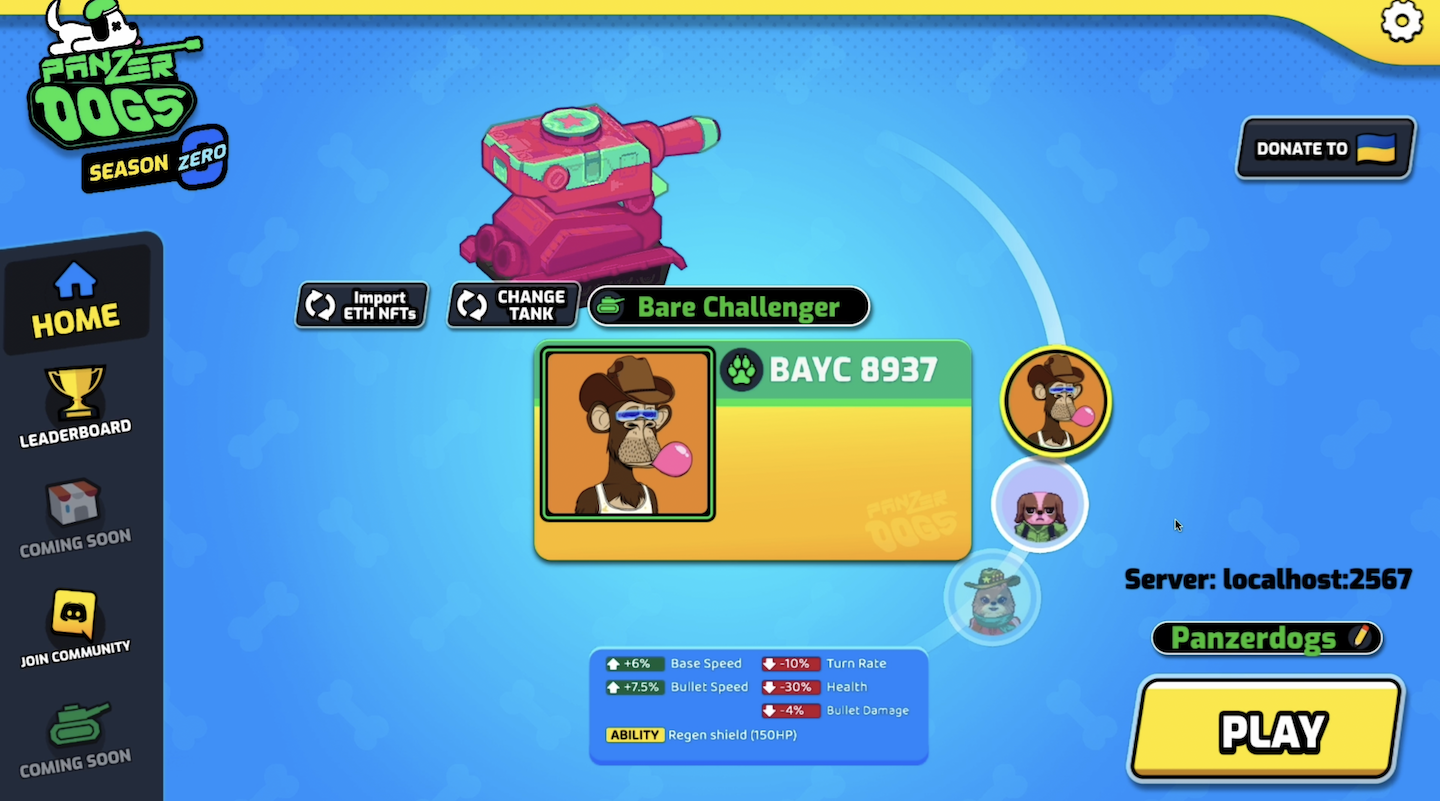 PANZER
DOGS
SEASON ZERO
DONATE TO
HOME
LEADERBOARD
COMING SOON
JOIN COMMUNITY
COMING SOON
Import
ETH NFTs
CHANGE
TANK
Bare Challenger
BAYC 8937
PANZER
DOGS
+6% Base Speed
-10% Turn Rate
+7.5% Bullet Speed
-30% Health
-4% Bullet Damage
ABILITY Regen shield (150HP)
Server: localhost:2567
Panzerdogs
PLAY